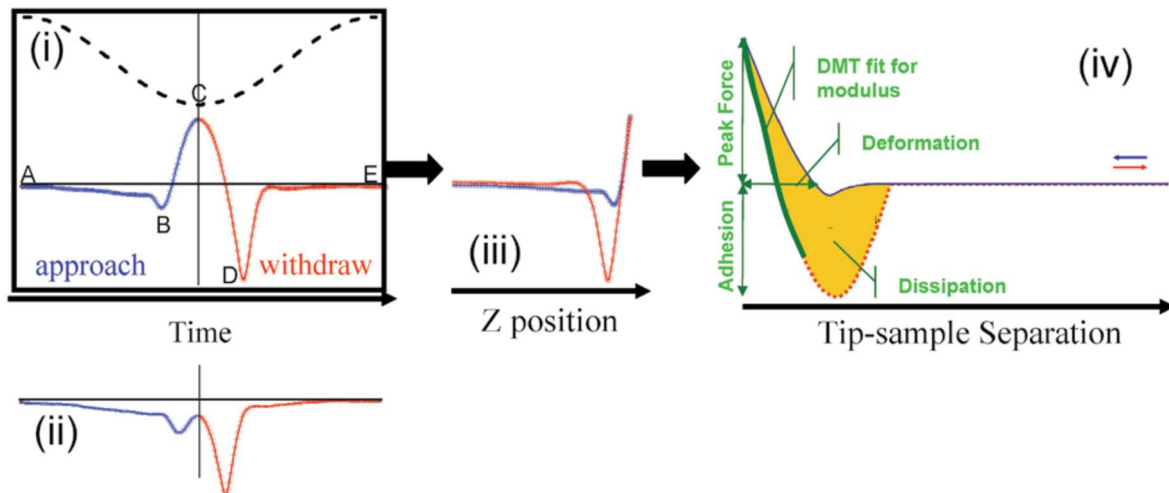 (i)
C
A
E
B
D
approach
withdraw
Time
(ii)
(iii)
Z position
(iv)
Peak Force
Adhesion
DMT fit for
modulus
Deformation
Dissipation
Tip-sample Separation